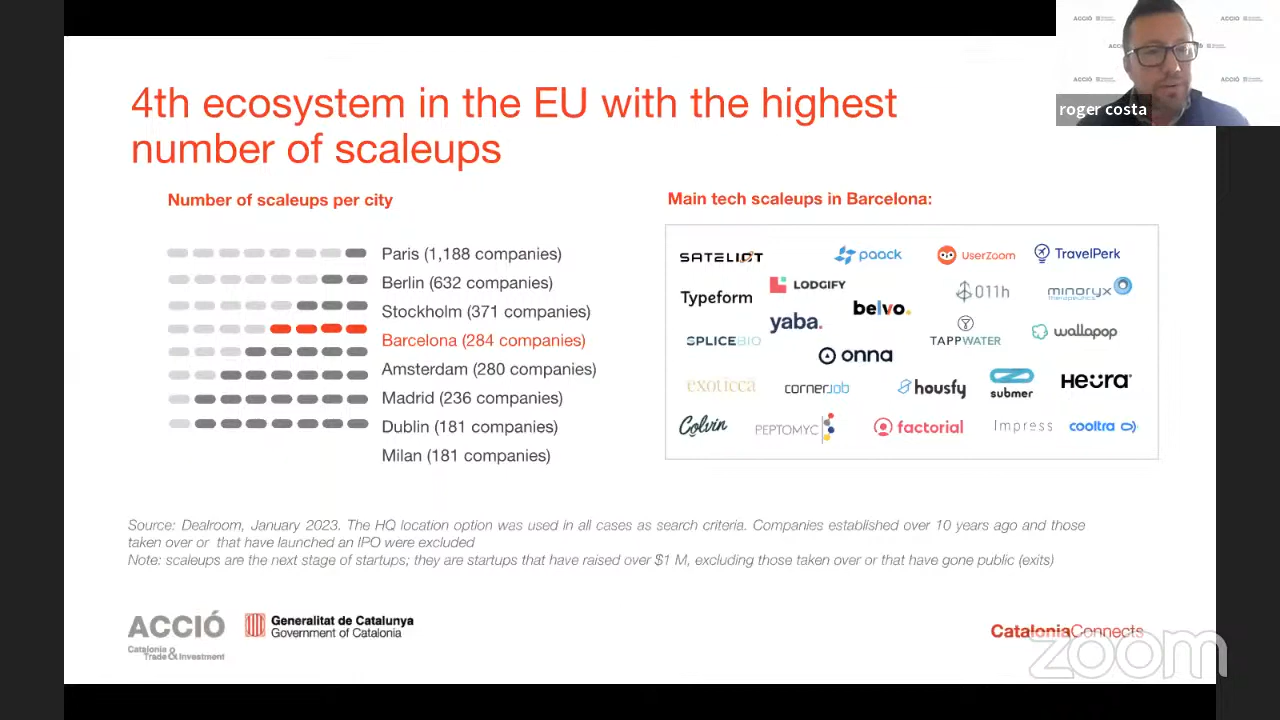 4th ecosystem in the EU with the highest
number of scaleups
roger costa
ACCIÓ
ACCIÓ
ACCIÓ
ACCIÓ
Number of scaleups per city
Paris (1,188 companies)
Berlin (632 companies)
Stockholm (371 companies)
Barcelona (284 companies)
Amsterdam (280 companies)
Madrid (236 companies)
Dublin (181 companies)
Milan (181 companies)
Main tech scaleups in Barcelona:
SATELIOT
paack
UserZoom
TravelPerk
Typeform
LODGIFY
belvo.
011h
minoryx
therapeutics
yaba.
SPLICEBIO
onna
TAPPWATER
wallapop
exoticca
cornerjob
housfy
submer
HEURA
Colvin
PEPTOMYC
factorial
Impress
cooltra
Source: Dealroom, January 2023. The HQ location option was used in all cases as search criteria. Companies established over 10 years ago and those
taken over or that have launched an IPO were excluded
Note: scaleups are the next stage of startups; they are startups that have raised over $1 M, excluding those taken over or that have gone public (exits)
ACCIÓ
Catalonia
Trade & Investment
Generalitat de Catalunya
Government of Catalonia
CataloniaConnects
zoom